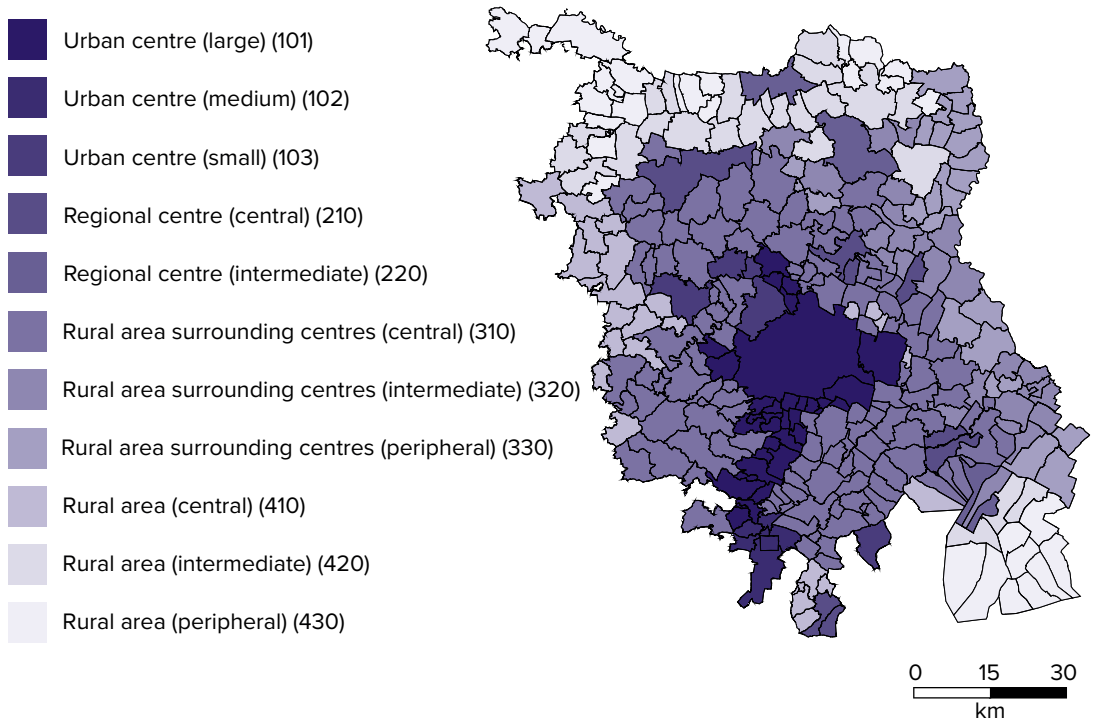 Urban centre (large) (101)
Urban centre (medium) (102)
Urban centre (small) (103)
Regional centre (central) (210)
Regional centre (intermediate) (220)
Rural area surrounding centres (central) (310)
Rural area surrounding centres (intermediate) (320)
Rural area surrounding centres (peripheral) (330)
Rural area (central) (410)
Rural area (intermediate) (420)
Rural area (peripheral) (430)
0 15 30
km